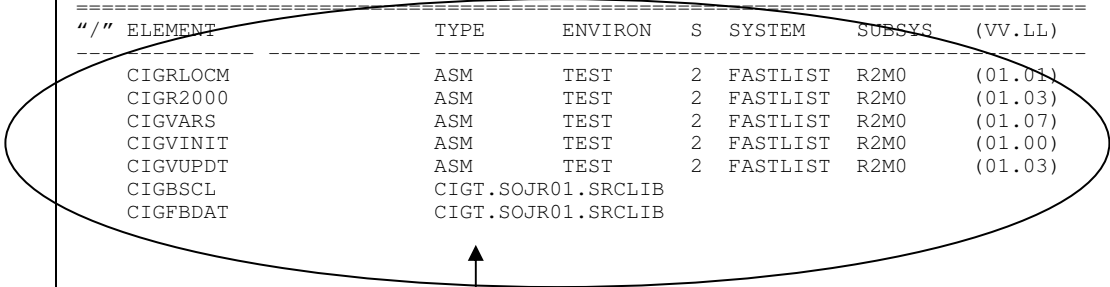 ================================================================================
“/” ELEMENT TYPE ENVIRON S SYSTEM SUBSYS (VV.LL)
--- ---------- ------------ ----------------------------------------------------
CIGRLOCM ASM TEST 2 FASTLIST R2M0 (01.01)
CIGR2000 ASM TEST 2 FASTLIST R2M0 (01.03)
CIGVARS ASM TEST 2 FASTLIST R2M0 (01.07)
CIGVINIT ASM TEST 2 FASTLIST R2M0 (01.00)
CIGVUPDT ASM TEST 2 FASTLIST R2M0 (01.03)
CIGBSCL CIGT.SOJR01.SRCLIB
CIGFBDAT CIGT.SOJR01.SRCLIB